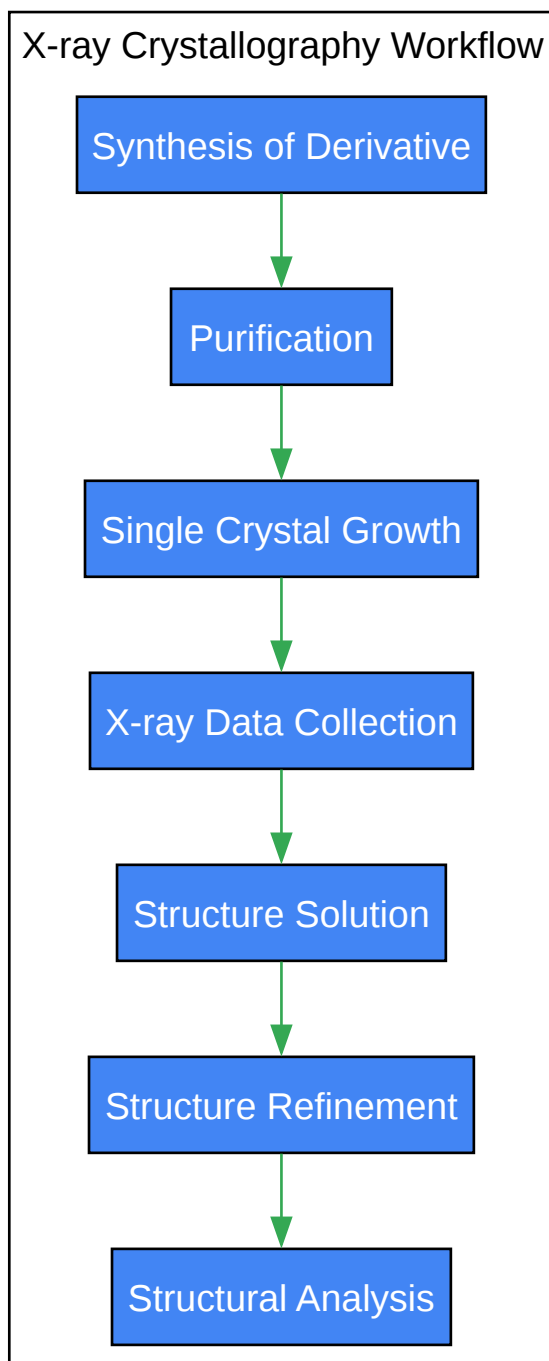 X-ray Crystallography Workflow
Synthesis of Derivative
Purification
Single Crystal Growth
X-ray Data Collection
Structure Solution
Structure Refinement
Structural Analysis